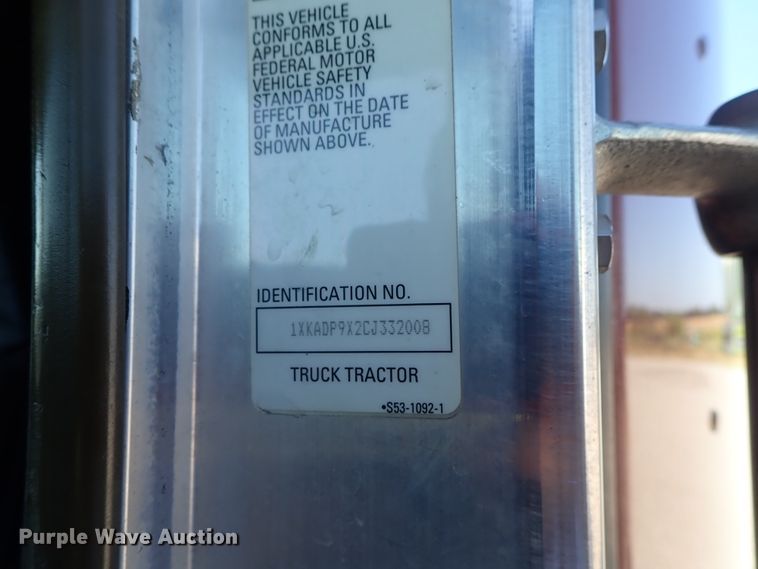 THIS VEHICLE
CONFORMS TO ALL
APPLICABLE U.S.
FEDERAL MOTOR
VEHICLE SAFETY
STANDARDS IN
EFFECT ON THE DATE
OF MANUFACTURE
SHOWN ABOVE.
IDENTIFICATION NO.
1XKADP9X2CJ332008
TRUCK TRACTOR
•S53-1092-1
Purple Wave Auction®